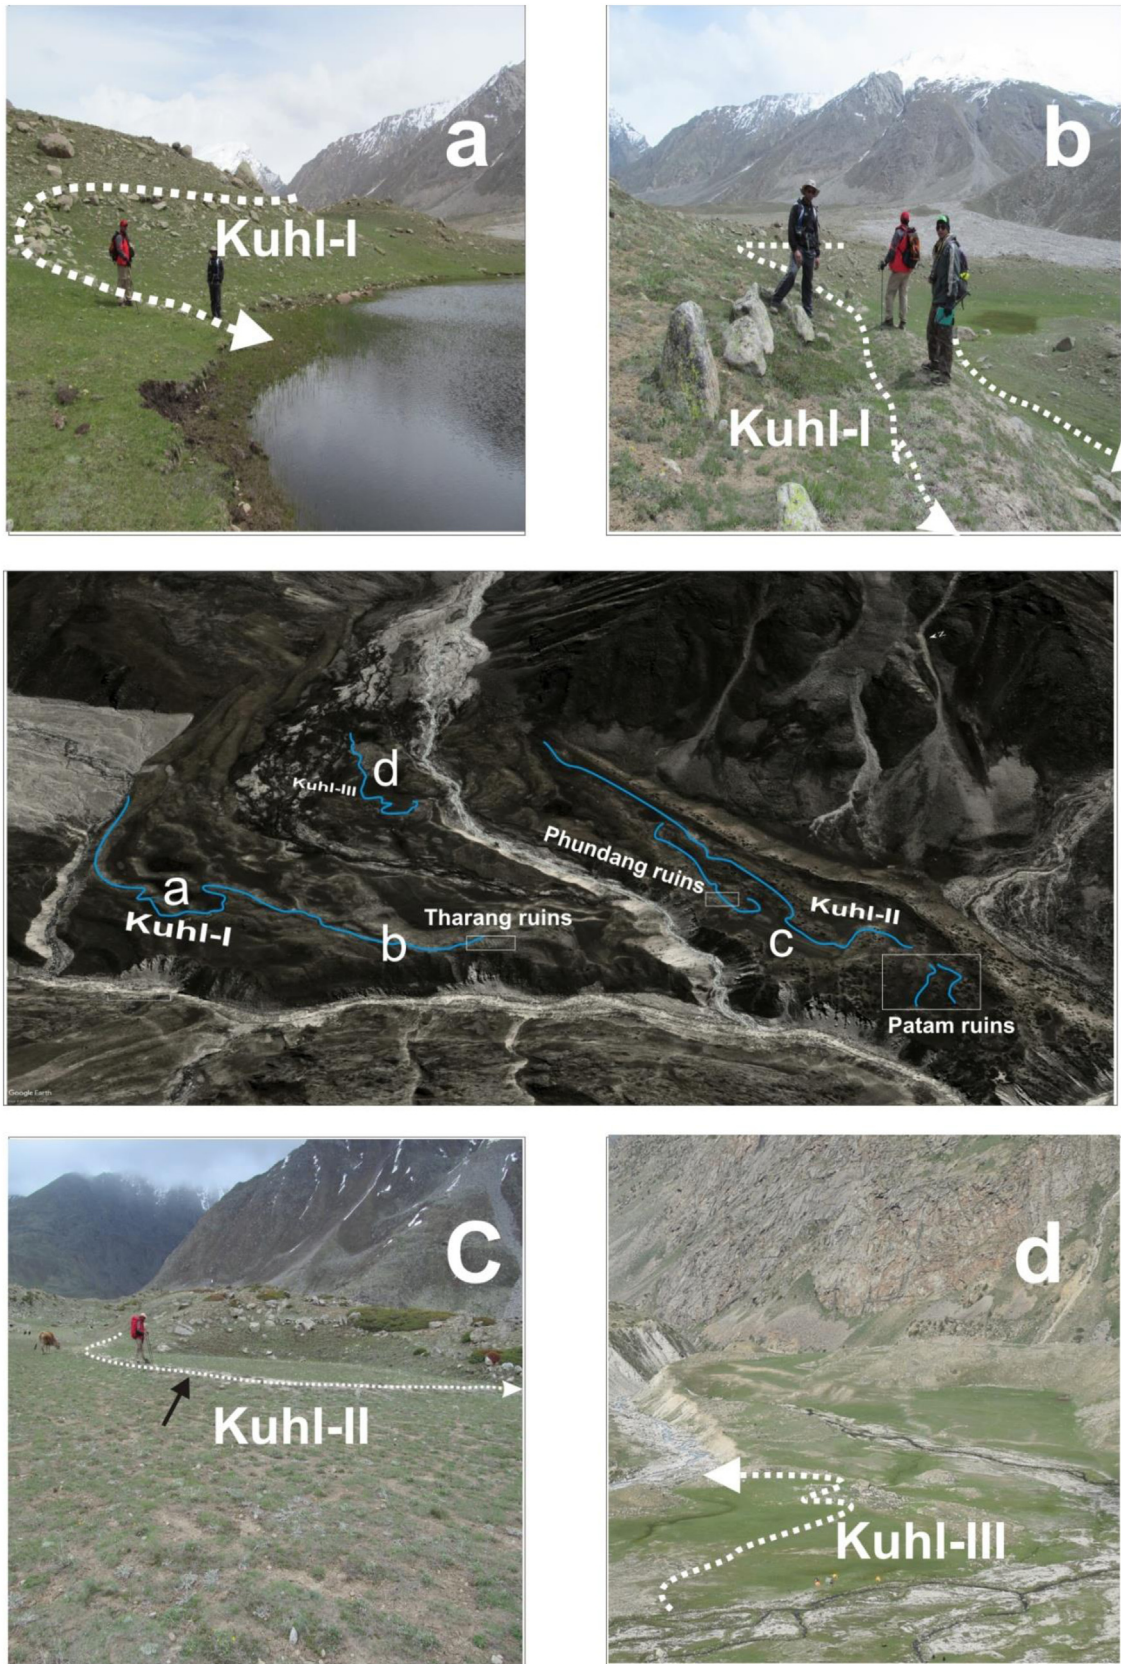 a
Kuhl-I
b
Kuhl-I
d
Kuhl-III
Phundang ruins
a
Kuhl-I
Kuhl-II
Tharang ruins
b
c
Patam ruins
Google Earth
C
Kuhl-II
d
Kuhl-III